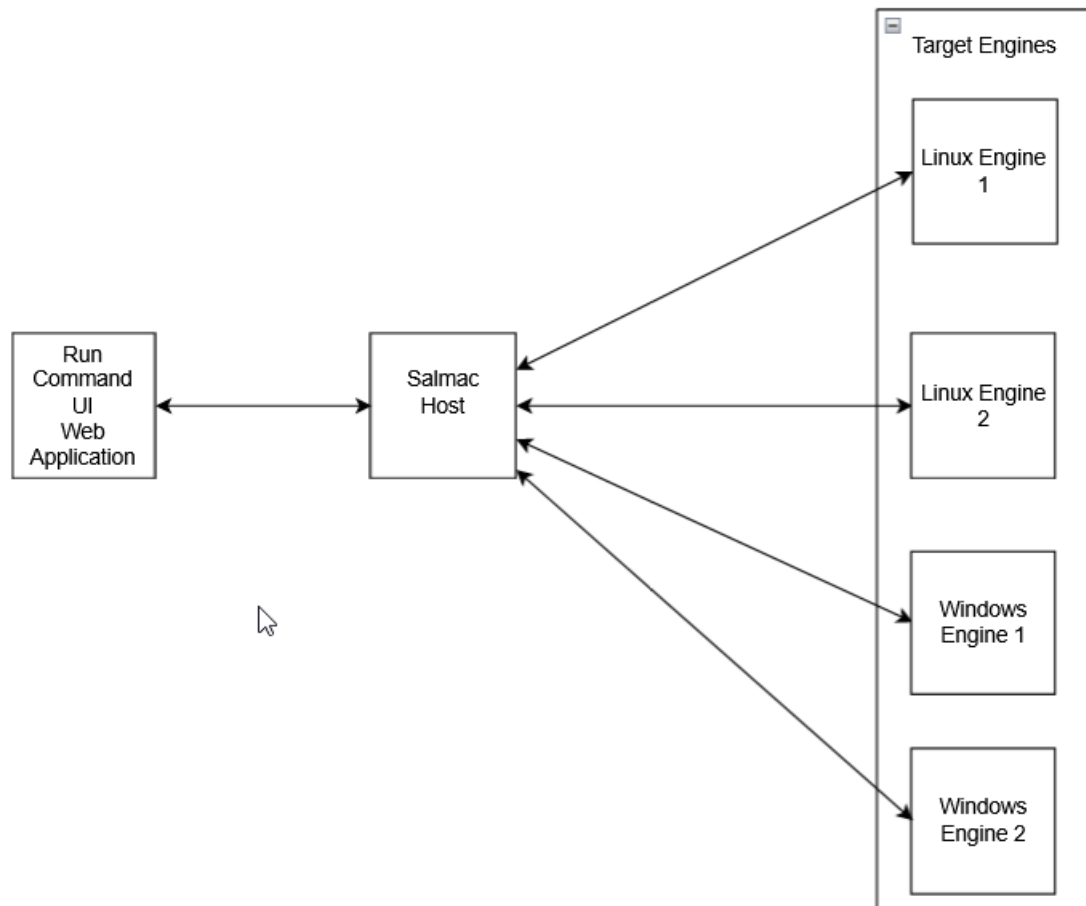 Target Engines
Linux Engine
1
Run
Command
UI
Web
Application
Salmac
Host
Linux Engine
2
Windows
Engine 1
Windows
Engine 2